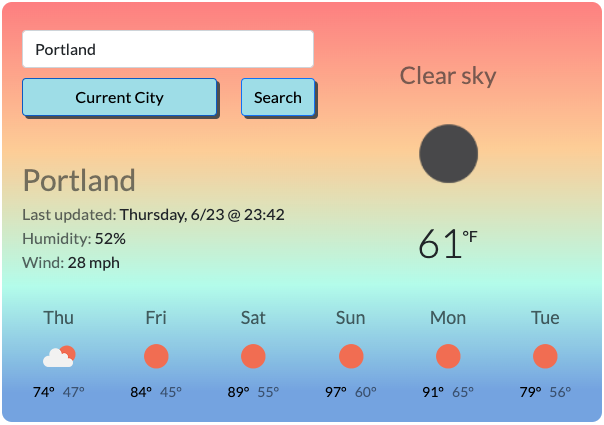 Portland
Current City Search
Clear sky
Portland
Last updated: Thursday, 6/23 @ 23:42
Humidity: 52%
Wind: 28 mph
61°F
Thu Fri Sat Sun Mon Tue
74° 47° 84° 45° 89° 55° 97° 60° 91° 65° 79° 56°